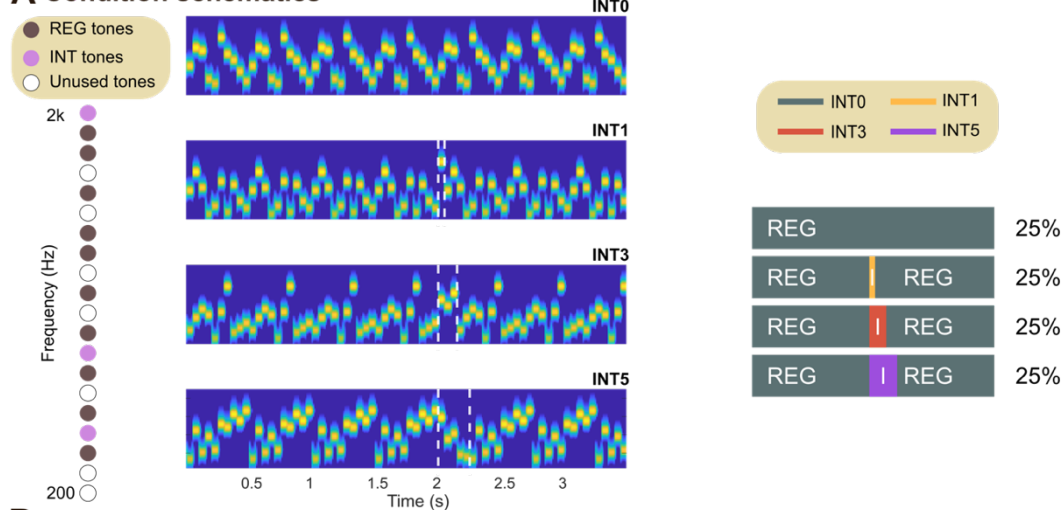 A Condition schematics
REG tones
INT tones
Unused tones
2k
Frequency (Hz)
200
INT0
INT1
INT3
INT5
0.5 1 1.5 2 2.5 3
Time (s)
INT0 INT1
INT3 INT5
REG 25%
REG I REG 25%
REG I REG 25%
REG I REG 25%